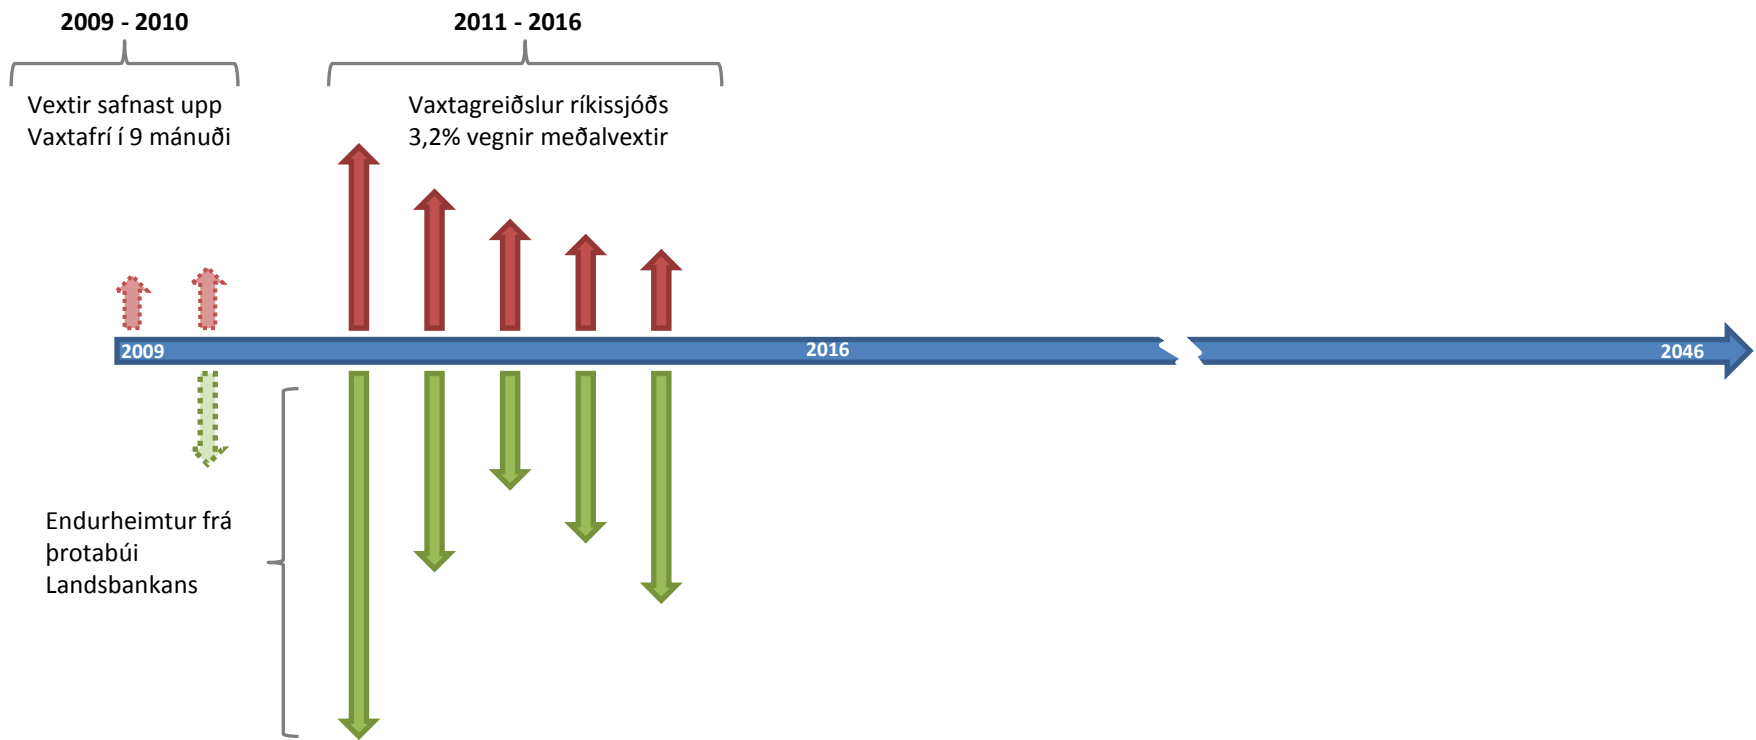 2009 - 2010
2011 - 2016
Vextir safnast upp
Vaxtafrí í 9 mánuði
Vaxtagreiðslur ríkissjóðs
3,2% vegnir meðalvextir
2009
2016
2046
Endurheimtur frá
þrotabúi
Landsbankans